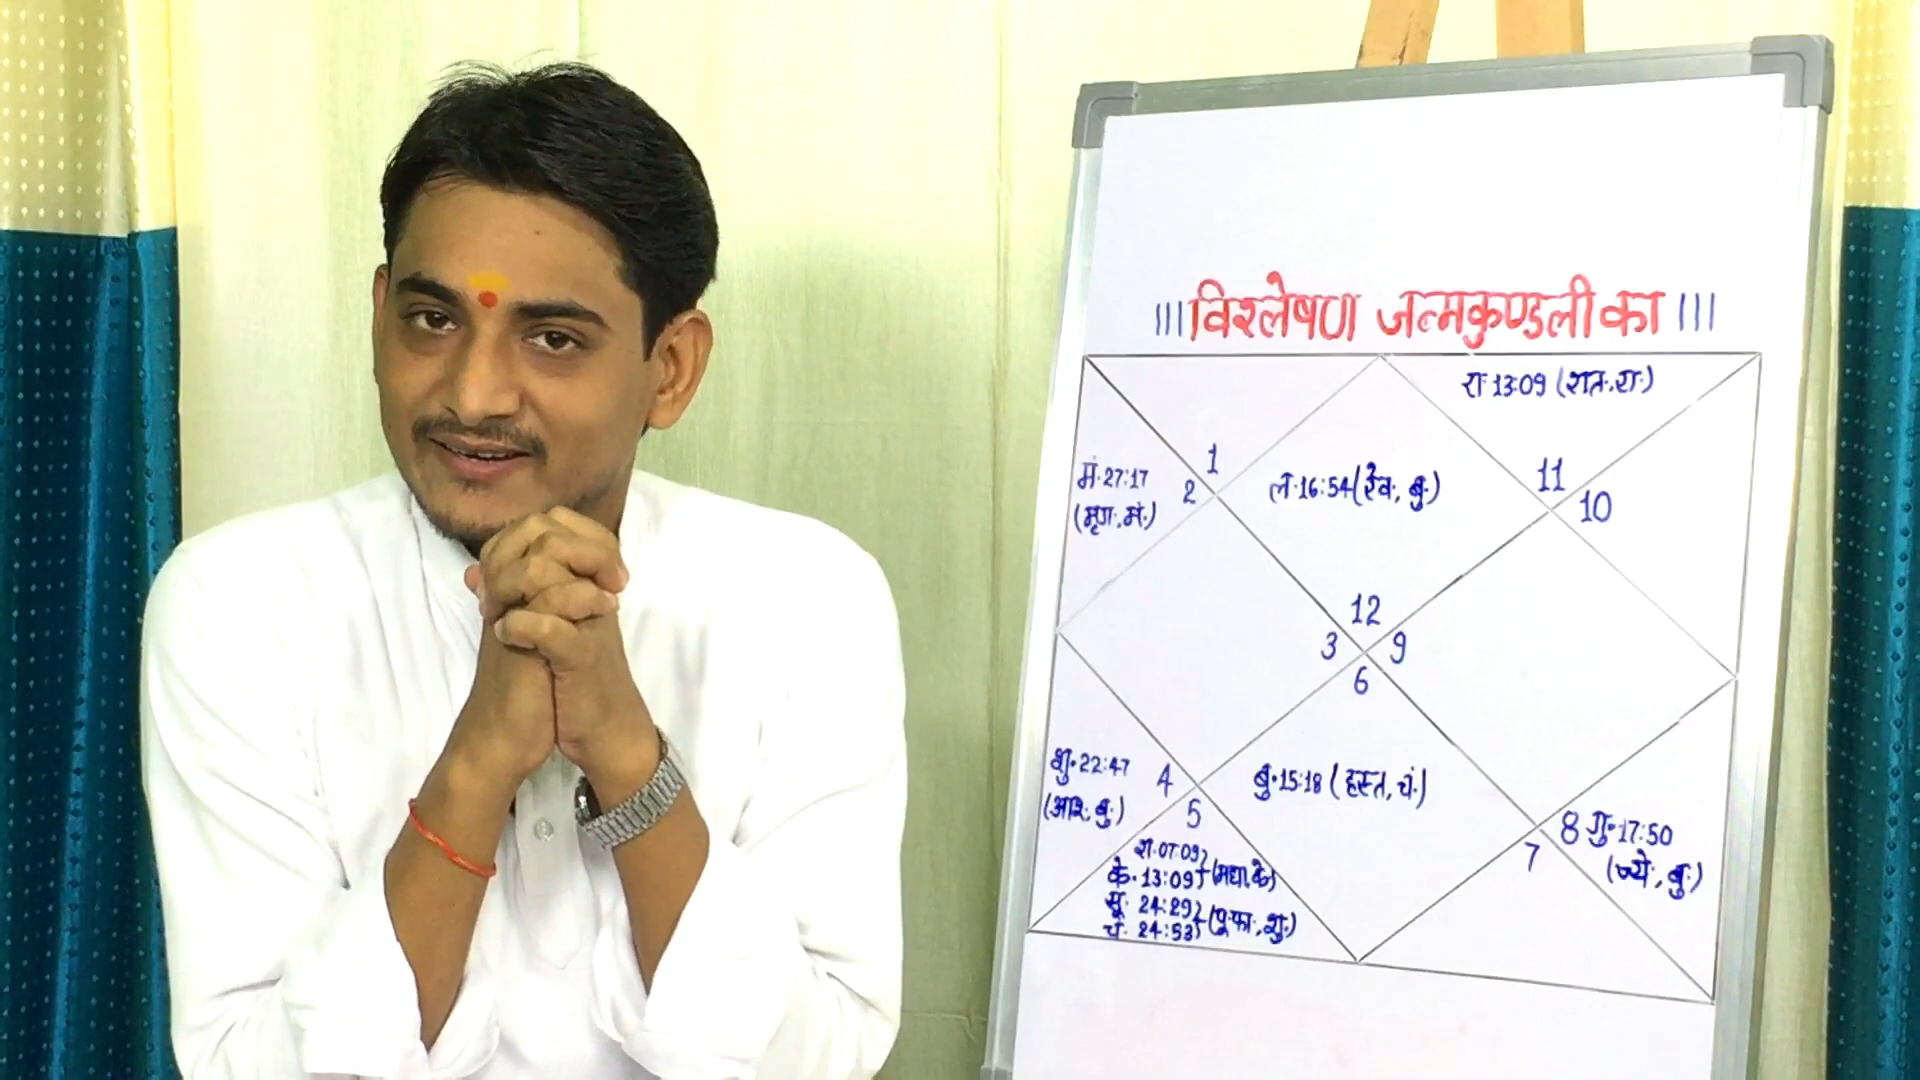 ।।। विश्लेषण जन्मकुण्डली का ।।।
रा॰ 13:09 (शत॰, रा॰)
1
11
मं॰ 27:17
2
ल॰ 16:54 (रेव॰, बु॰)
10
(मृग॰, मं॰)
12
3
9
6
शु॰ 22:47
4
बु॰ 15:18 (हस्त, चं॰)
(आश्ले॰, बु॰)
5
8 गु॰ 17:50
7
(ज्ये॰, बु॰)
श॰ 07:09
के॰ 13:09 } (मघा, के॰)
सू॰ 24:29
चं॰ 24:53 } (पू॰फा॰, शु॰)